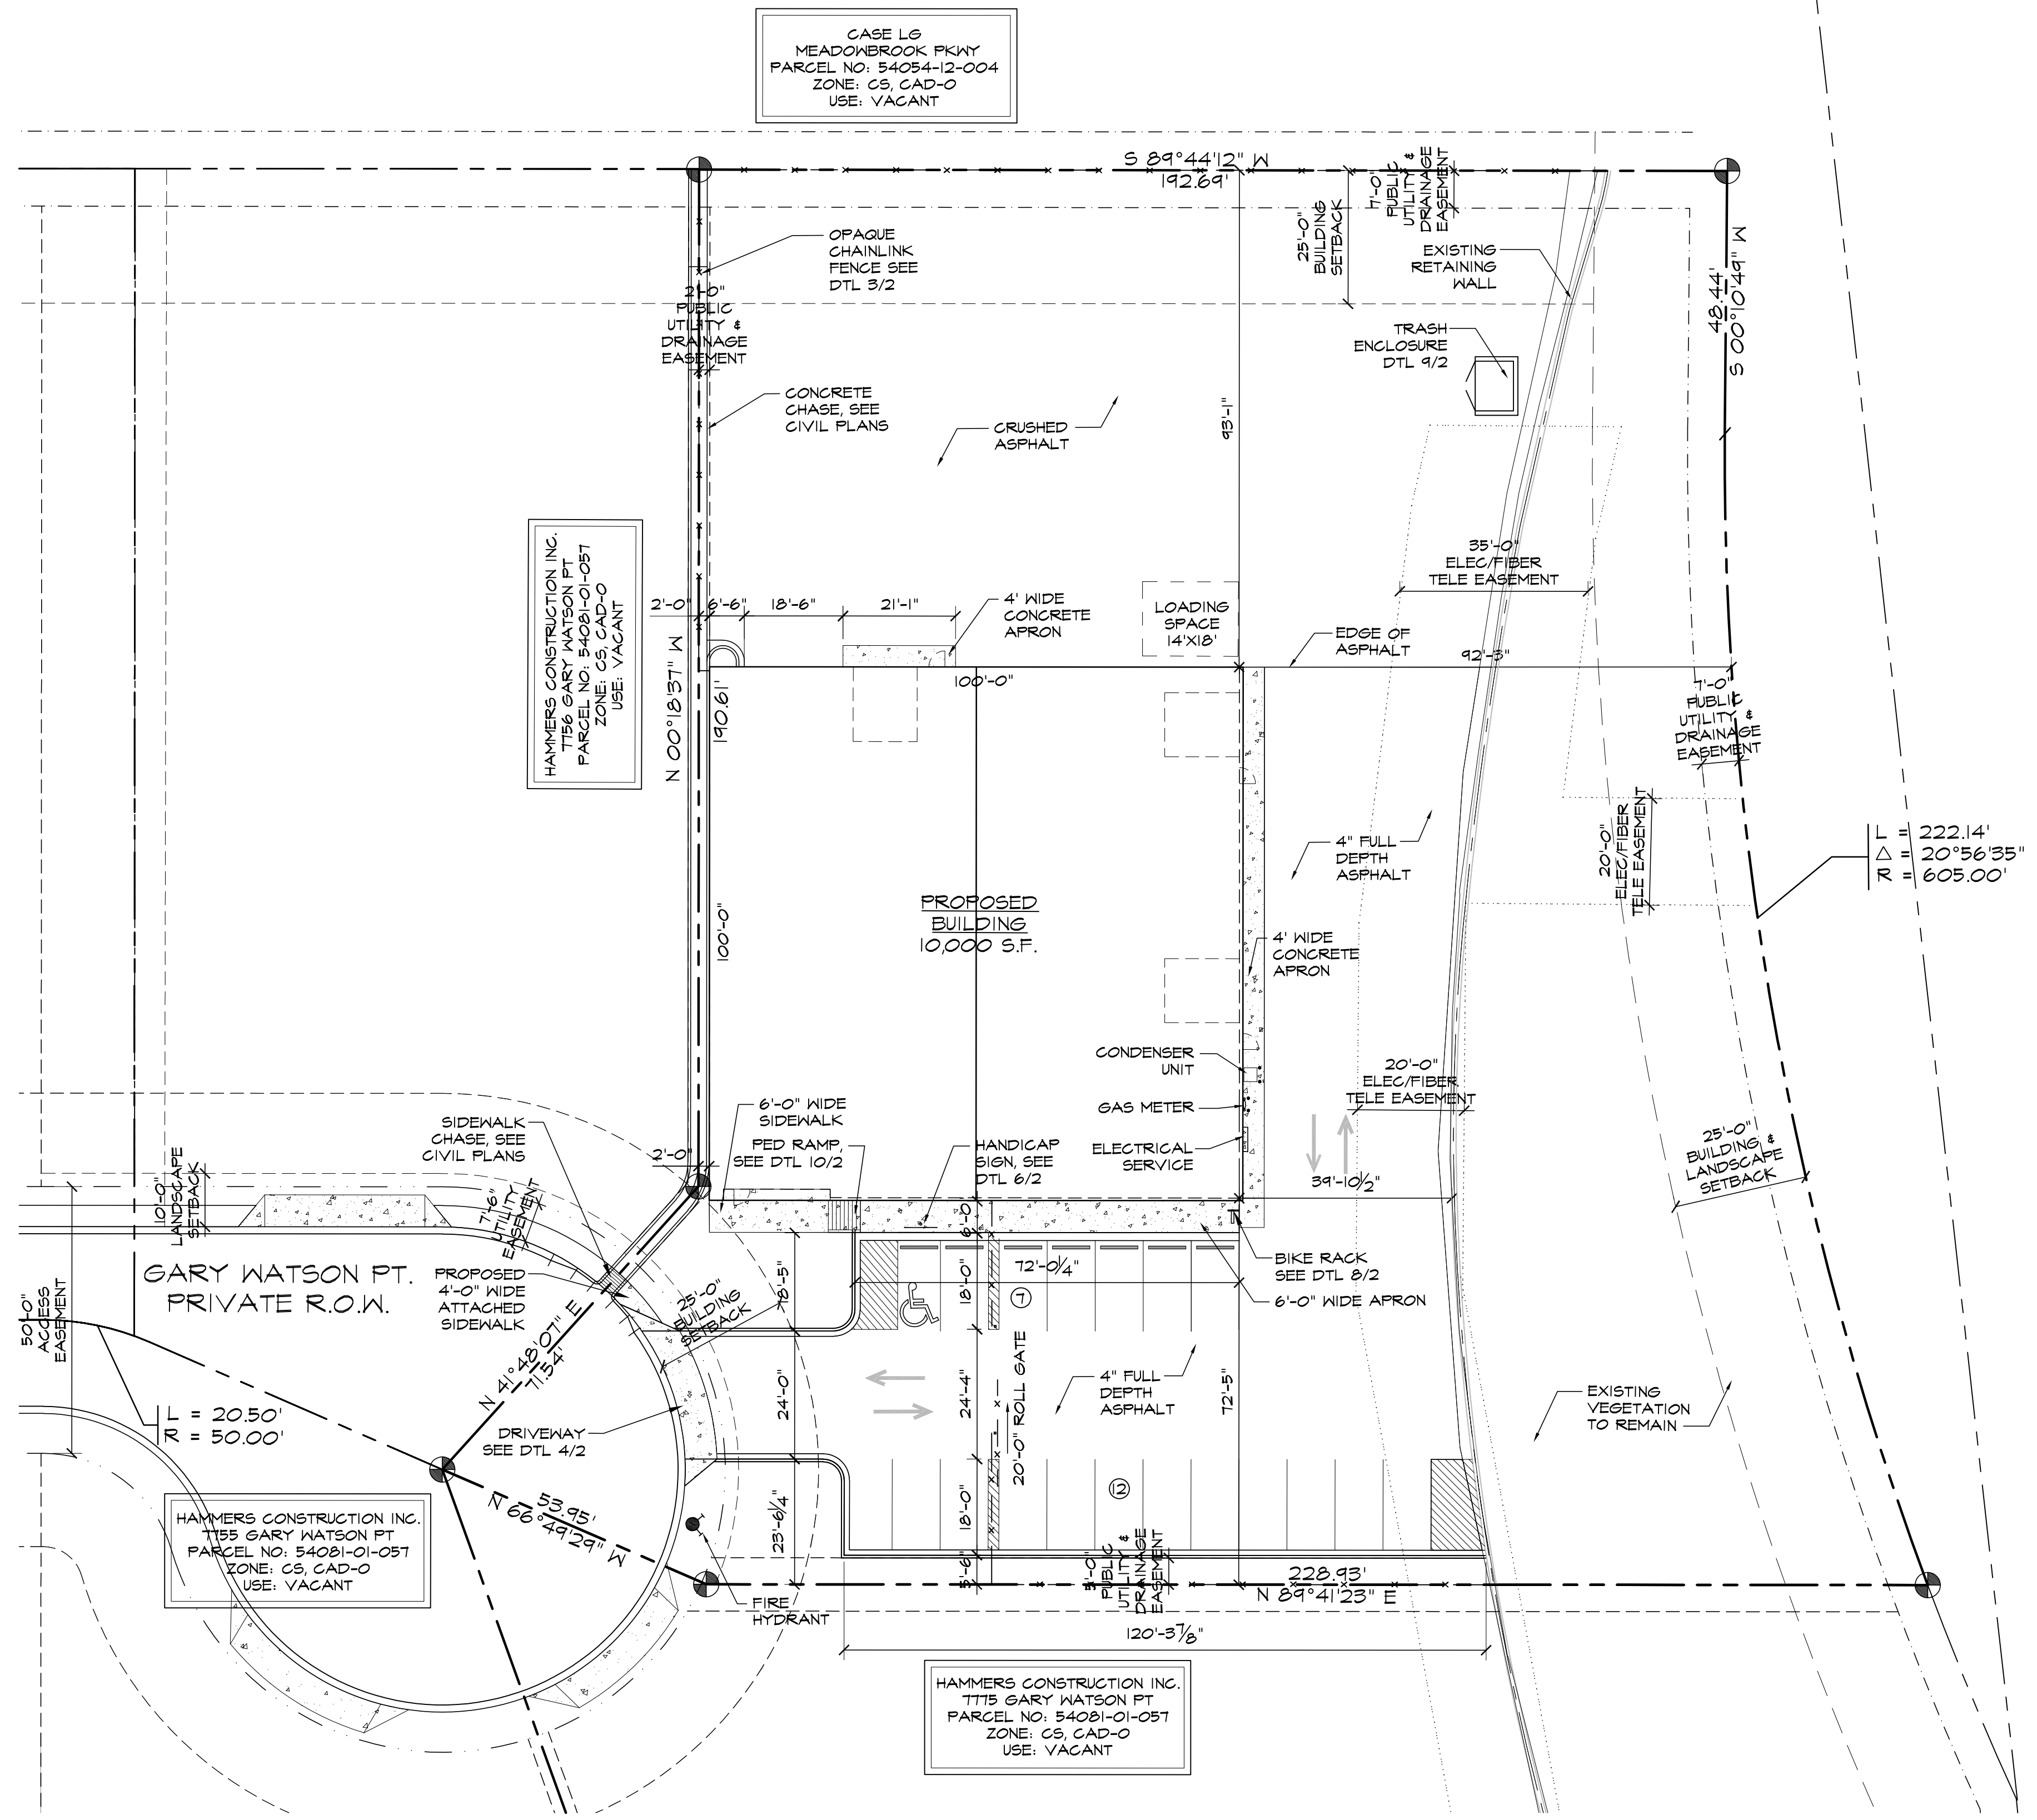 CASE LG
MEADOWBROOK PKWY
PARCEL NO: 54054-12-004
ZONE: CS, CAD-O
USE: VACANT
S 89°44'12" W
192.69'
7'-0"
PUBLIC
UTILITY &
DRAINAGE
EASEMENT
25'-0"
BUILDING
SETBACK
OPAQUE
CHAINLINK
FENCE SEE
DTL 3/2
EXISTING
RETAINING
WALL
48.44'
S 00°10'49" W
2'-0"
PUBLIC
UTILITY &
DRAINAGE
EASEMENT
TRASH
ENCLOSURE
DTL 9/2
CONCRETE
CHASE, SEE
CIVIL PLANS
CRUSHED
ASPHALT
93'-1"
HAMMERS CONSTRUCTION INC.
7756 GARY WATSON PT
PARCEL NO: 54081-01-057
ZONE: CS, CAD-O
USE: VACANT
35'-0"
ELEC/FIBER
TELE EASEMENT
2'-0"
6'-6"
18'-6"
21'-1"
4' WIDE
CONCRETE
APRON
LOADING
SPACE
14'X18'
EDGE OF
ASPHALT
92'-3"
N 00°18'37" W
190.61'
100'-0"
7'-0"
PUBLIC
UTILITY &
DRAINAGE
EASEMENT
20'-0"
ELEC/FIBER
TELE EASEMENT
L = 222.14'
△ = 20°56'35"
R = 605.00'
4" FULL
DEPTH
ASPHALT
100'-0"
PROPOSED
BUILDING
10,000 S.F.
4' WIDE
CONCRETE
APRON
CONDENSER
UNIT
GAS METER
ELECTRICAL
SERVICE
20'-0"
ELEC/FIBER
TELE EASEMENT
25'-0"
BUILDING &
LANDSCAPE
SETBACK
SIDEWALK
CHASE, SEE
CIVIL PLANS
6'-0" WIDE
SIDEWALK
PED RAMP,
SEE DTL 10/2
HANDICAP
SIGN, SEE
DTL 6/2
2'-0"
39'-10 1/2"
10'-0"
LANDSCAPE
SETBACK
7'-6"
UTILITY
EASEMENT
6'-0"
BIKE RACK
SEE DTL 8/2
6'-0" WIDE APRON
72'-0 1/4"
GARY WATSON PT.
PRIVATE R.O.W.
PROPOSED
4'-0" WIDE
ATTACHED
SIDEWALK
25'-0"
BUILDING
SETBACK
18'-5"
18'-0"
7
50'-0"
ACCESS
EASEMENT
N 41°48'07" E
71.54'
24'-0"
24'-4"
20'-0" ROLL GATE
4" FULL
DEPTH
ASPHALT
72'-5"
EXISTING
VEGETATION
TO REMAIN
L = 20.50'
R = 50.00'
DRIVEWAY
SEE DTL 4/2
12
53.95'
N 66°49'29" W
23'-6 1/4"
18'-0"
5'-6"
5'-0"
PUBLIC
UTILITY &
DRAINAGE
EASEMENT
HAMMERS CONSTRUCTION INC.
7755 GARY WATSON PT
PARCEL NO: 54081-01-057
ZONE: CS, CAD-O
USE: VACANT
228.93'
N 89°41'23" E
FIRE
HYDRANT
120'-3 7/8"
HAMMERS CONSTRUCTION INC.
7775 GARY WATSON PT
PARCEL NO: 54081-01-057
ZONE: CS, CAD-O
USE: VACANT